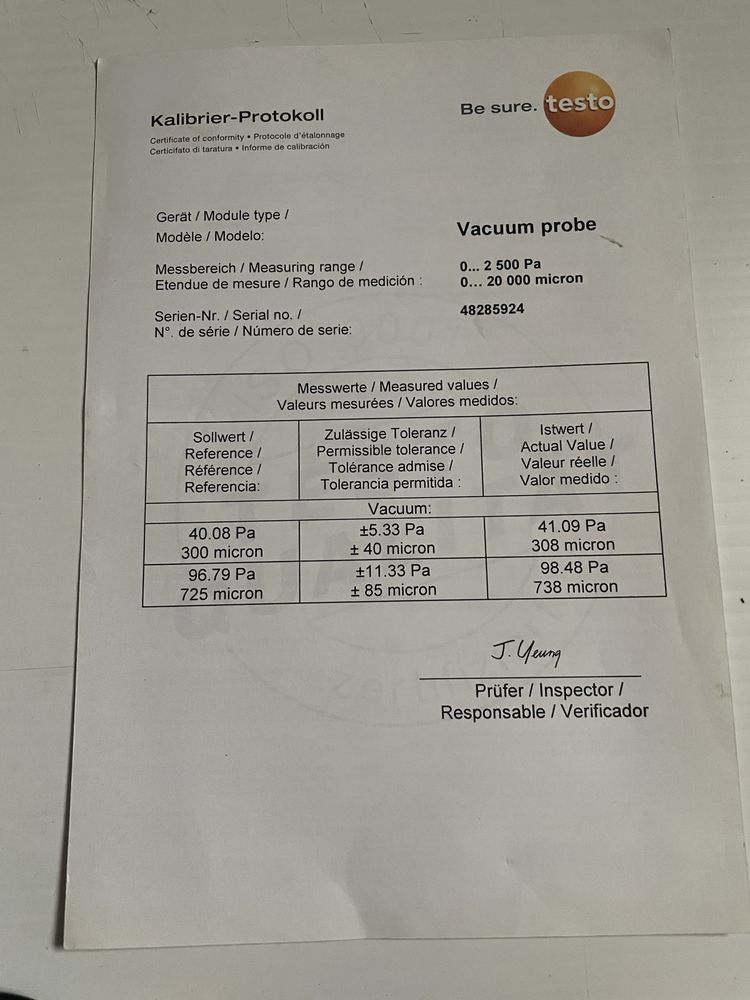 Kalibrier-Protokoll
Certificate of conformity • Protocole d'étalonnage
Certicifato di taratura • Informe de calibración
Be sure. testo
Gerät / Module type /
Modèle / Modelo:
Vacuum probe
Messbereich / Measuring range /
Etendue de mesure / Rango de medición :
0... 2 500 Pa
0... 20 000 micron
Serien-Nr. / Serial no. /
N°. de série / Número de serie:
48285924
Messwerte / Measured values /
Valeurs mesurées / Valores medidos:
Sollwert /
Reference /
Référence /
Referencia:
Zulässige Toleranz /
Permissible tolerance /
Tolérance admise /
Tolerancia permitida :
Istwert /
Actual Value /
Valeur réelle /
Valor medido :
Vacuum:
40.08 Pa
300 micron
±5.33 Pa
± 40 micron
41.09 Pa
308 micron
96.79 Pa
725 micron
±11.33 Pa
± 85 micron
98.48 Pa
738 micron
J. Yeung
Prüfer / Inspector /
Responsable / Verificador